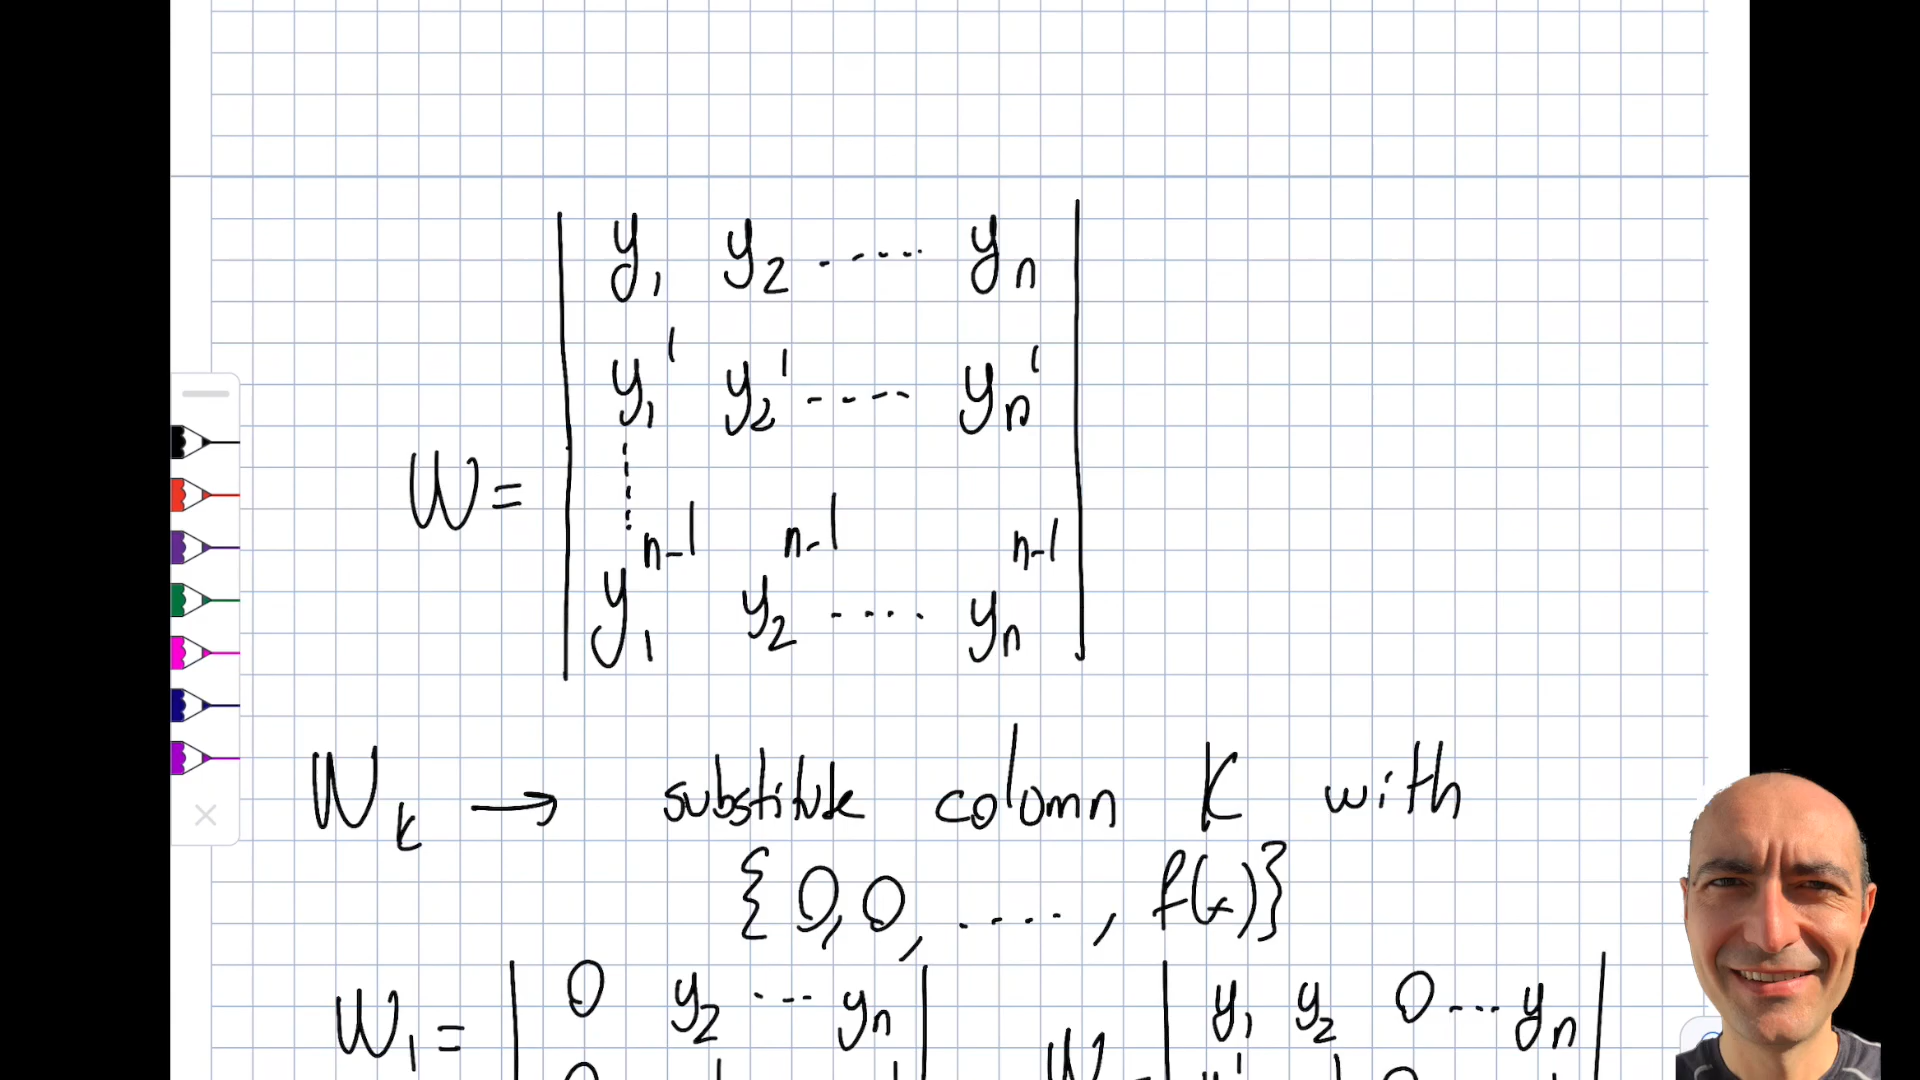 y₁ y₂ ..... yₙ
y₁' y₂' ----- yₙ'
W =
n-1 n-1 n-1
y₁ y₂ ..... yₙ
W_k → substitute column K with
{ 0, 0, ....., f(x) }
0 y₂ ... yₙ y₁ y₂ 0 ... yₙ
W₁ =